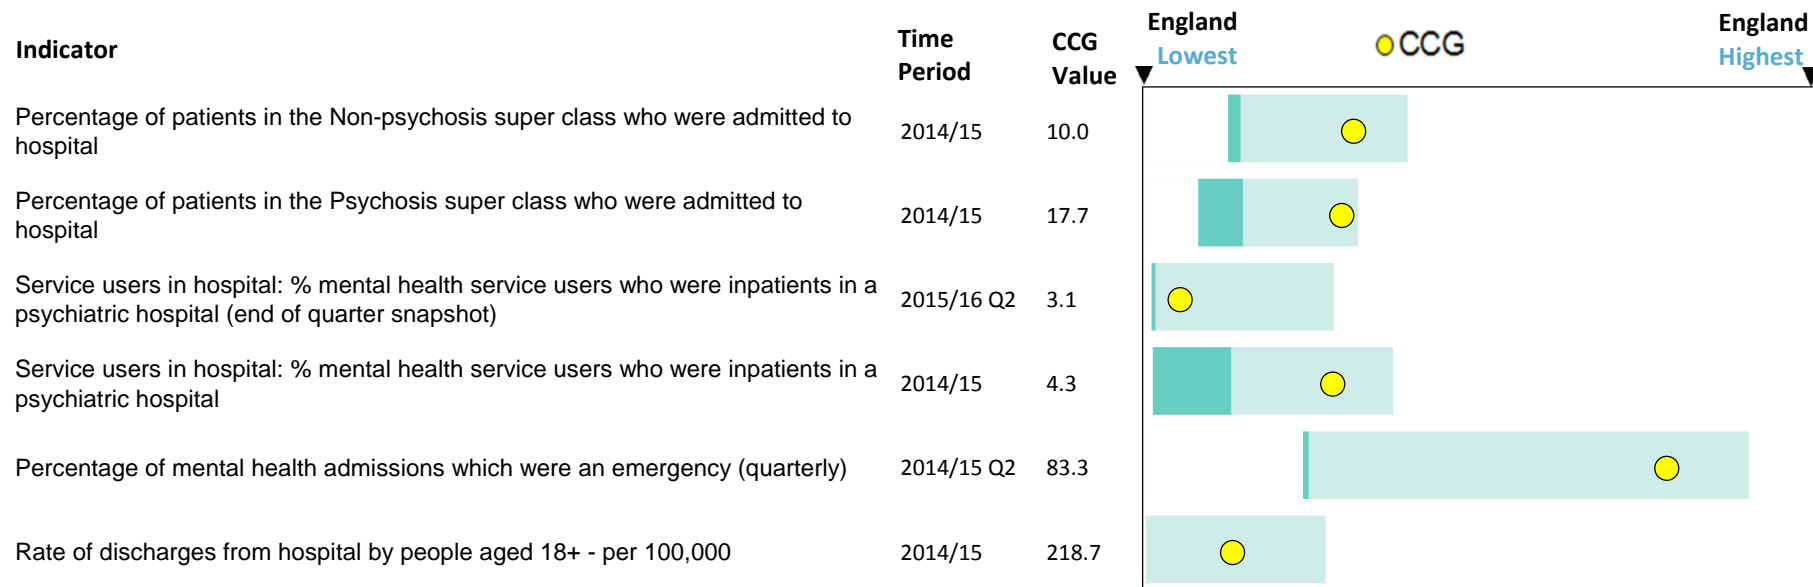 Indicator
Time Period
CCG Value
England Lowest
CCG
England Highest
Percentage of patients in the Non-psychosis super class who were admitted to
hospital
2014/15
10.0
Percentage of patients in the Psychosis super class who were admitted to
hospital
2014/15
17.7
Service users in hospital: % mental health service users who were inpatients in a
psychiatric hospital (end of quarter snapshot)
2015/16 Q2
3.1
Service users in hospital: % mental health service users who were inpatients in a
psychiatric hospital
2014/15
4.3
Percentage of mental health admissions which were an emergency (quarterly)
2014/15 Q2
83.3
Rate of discharges from hospital by people aged 18+ - per 100,000
2014/15
218.7